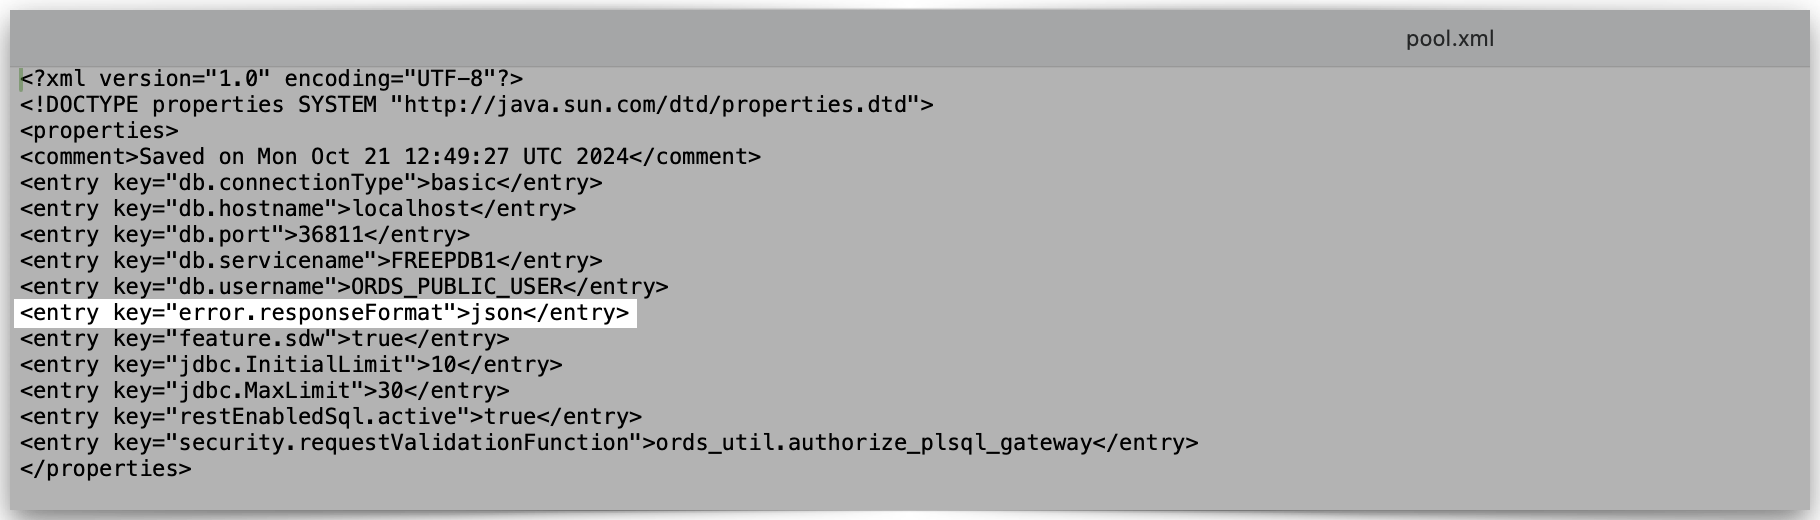 pool.xml
<?xml version="1.0" encoding="UTF-8"?>
<!DOCTYPE properties SYSTEM "http://java.sun.com/dtd/properties.dtd">
<properties>
<comment>Saved on Mon Oct 21 12:49:27 UTC 2024</comment>
<entry key="db.connectionType">basic</entry>
<entry key="db.hostname">localhost</entry>
<entry key="db.port">36811</entry>
<entry key="db.servicename">FREEPDB1</entry>
<entry key="db.username">ORDS_PUBLIC_USER</entry>
<entry key="error.responseFormat">json</entry>
<entry key="feature.sdw">true</entry>
<entry key="jdbc.InitialLimit">10</entry>
<entry key="jdbc.MaxLimit">30</entry>
<entry key="restEnabledSql.active">true</entry>
<entry key="security.requestValidationFunction">ords_util.authorize_plsql_gateway</entry>
</properties>